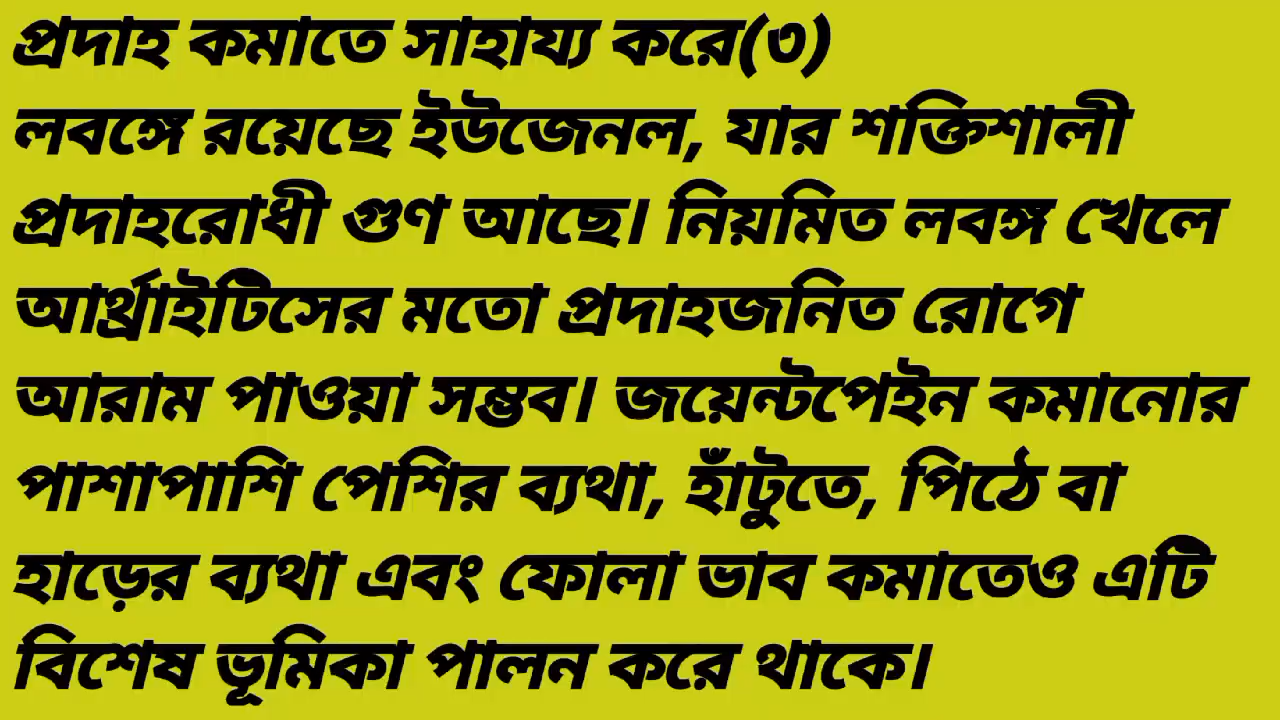 প্রদাহ কমাতে সাহায্য করে(৩)
লবঙ্গে রয়েছে ইউজেনল, যার শক্তিশালী
প্রদাহরোধী গুণ আছে। নিয়মিত লবঙ্গ খেলে
আর্থ্রাইটিসের মতো প্রদাহজনিত রোগে
আরাম পাওয়া সম্ভব। জয়েন্টপেইন কমানোর
পাশাপাশি পেশির ব্যথা, হাঁটুতে, পিঠে বা
হাড়ের ব্যথা এবং ফোলা ভাব কমাতেও এটি
বিশেষ ভূমিকা পালন করে থাকে।